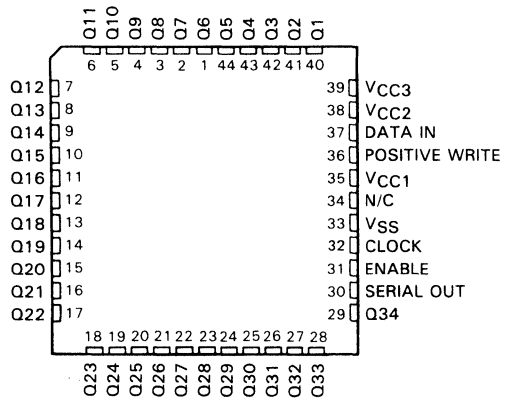 Q11 Q10 Q9 Q8 Q7 Q6 Q5 Q4 Q3 Q2 Q1
6 5 4 3 2 1 44 43 42 41 40
Q12 7
Q13 8
Q14 9
Q15 10
Q16 11
Q17 12
Q18 13
Q19 14
Q20 15
Q21 16
Q22 17
39 VCC3
38 VCC2
37 DATA IN
36 POSITIVE WRITE
35 VCC1
34 N/C
33 VSS
32 CLOCK
31 ENABLE
30 SERIAL OUT
29 Q34
18 19 20 21 22 23 24 25 26 27 28
Q23 Q24 Q25 Q26 Q27 Q28 Q29 Q30 Q31 Q32 Q33